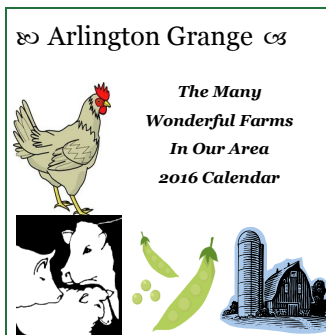 Arlington Grange
The Many
Wonderful Farms
In Our Area
2016 Calendar